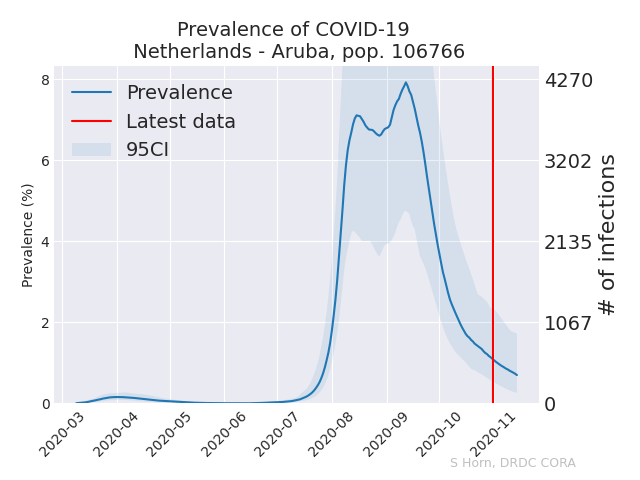 Prevalence of COVID-19
Netherlands - Aruba, pop. 106766
Prevalence
Latest data
95CI
Prevalence (%)
8
6
4
2
0
4270
3202
2135
1067
0
# of infections
2020-03
2020-04
2020-05
2020-06
2020-07
2020-08
2020-09
2020-10
2020-11
S Horn, DRDC CORA